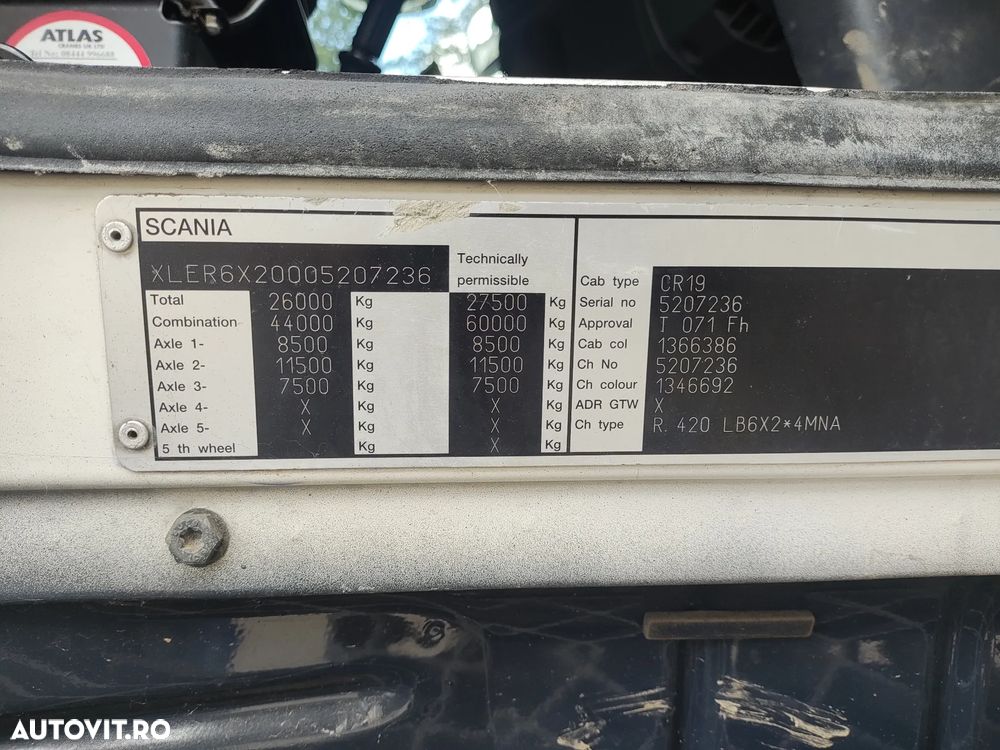 ATLAS
CRANES UK LTD
Tel No: 08444 996688
SCANIA
XLER6X20005207236
Technically permissible
Total 26000 Kg 27500 Kg
Combination 44000 Kg 60000 Kg
Axle 1- 8500 Kg 8500 Kg
Axle 2- 11500 Kg 11500 Kg
Axle 3- 7500 Kg 7500 Kg
Axle 4- X Kg X Kg
Axle 5- X Kg X Kg
5 th wheel Kg X Kg
Cab type CR19
Serial no 5207236
Approval T 071 Fh
Cab col 1366386
Ch No 5207236
Ch colour 1346692
ADR GTW X
Ch type R. 420 LB6X2*4MNA
AUTOVIT.RO